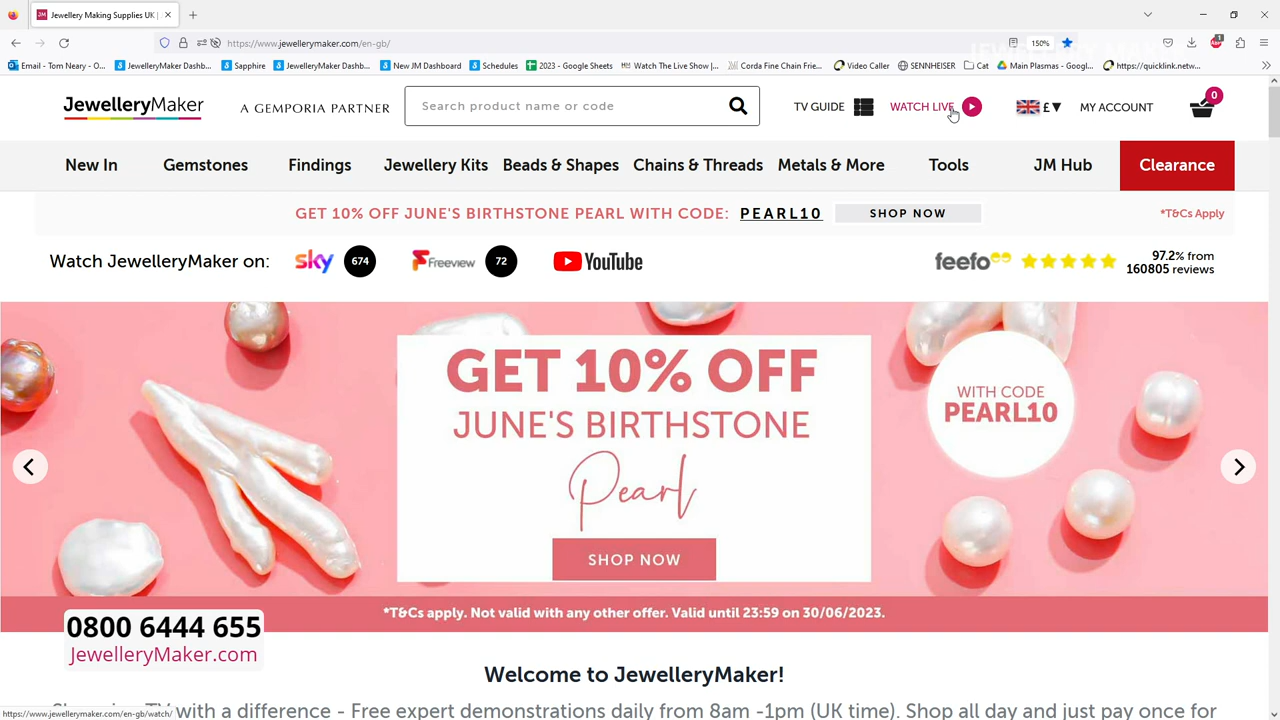 Jewellery Making Supplies UK |
https://www.jewellerymaker.com/en-gb/
150%
Email - Tom Neary - O...
JewelleryMaker Dashb...
Sapphire
JewelleryMaker Dashb...
New JM Dashboard
Schedules
2023 - Google Sheets
Watch The Live Show |...
Corda Fine Chain Frie...
Video Caller
SENNHEISER
Cat
Main Plasmas - Googl...
https://quicklink.netw...
JewelleryMaker
A GEMPORIA PARTNER
Search product name or code
TV GUIDE
WATCH LIVE
£
MY ACCOUNT
0
New In
Gemstones
Findings
Jewellery Kits
Beads & Shapes
Chains & Threads
Metals & More
Tools
JM Hub
Clearance
GET 10% OFF JUNE'S BIRTHSTONE PEARL WITH CODE: PEARL10
SHOP NOW
*T&Cs Apply
Watch JewelleryMaker on:
sky
674
Freeview
72
YouTube
feefo
97.2% from
160805 reviews
GET 10% OFF
JUNE'S BIRTHSTONE
Pearl
SHOP NOW
WITH CODE
PEARL10
*T&Cs apply. Not valid with any other offer. Valid until 23:59 on 30/06/2023.
0800 6444 655
JewelleryMaker.com
Welcome to JewelleryMaker!
https://www.jewellerymaker.com/en-gb/watch/
TV with a difference - Free expert demonstrations daily from 8am -1pm (UK time). Shop all day and just pay once for